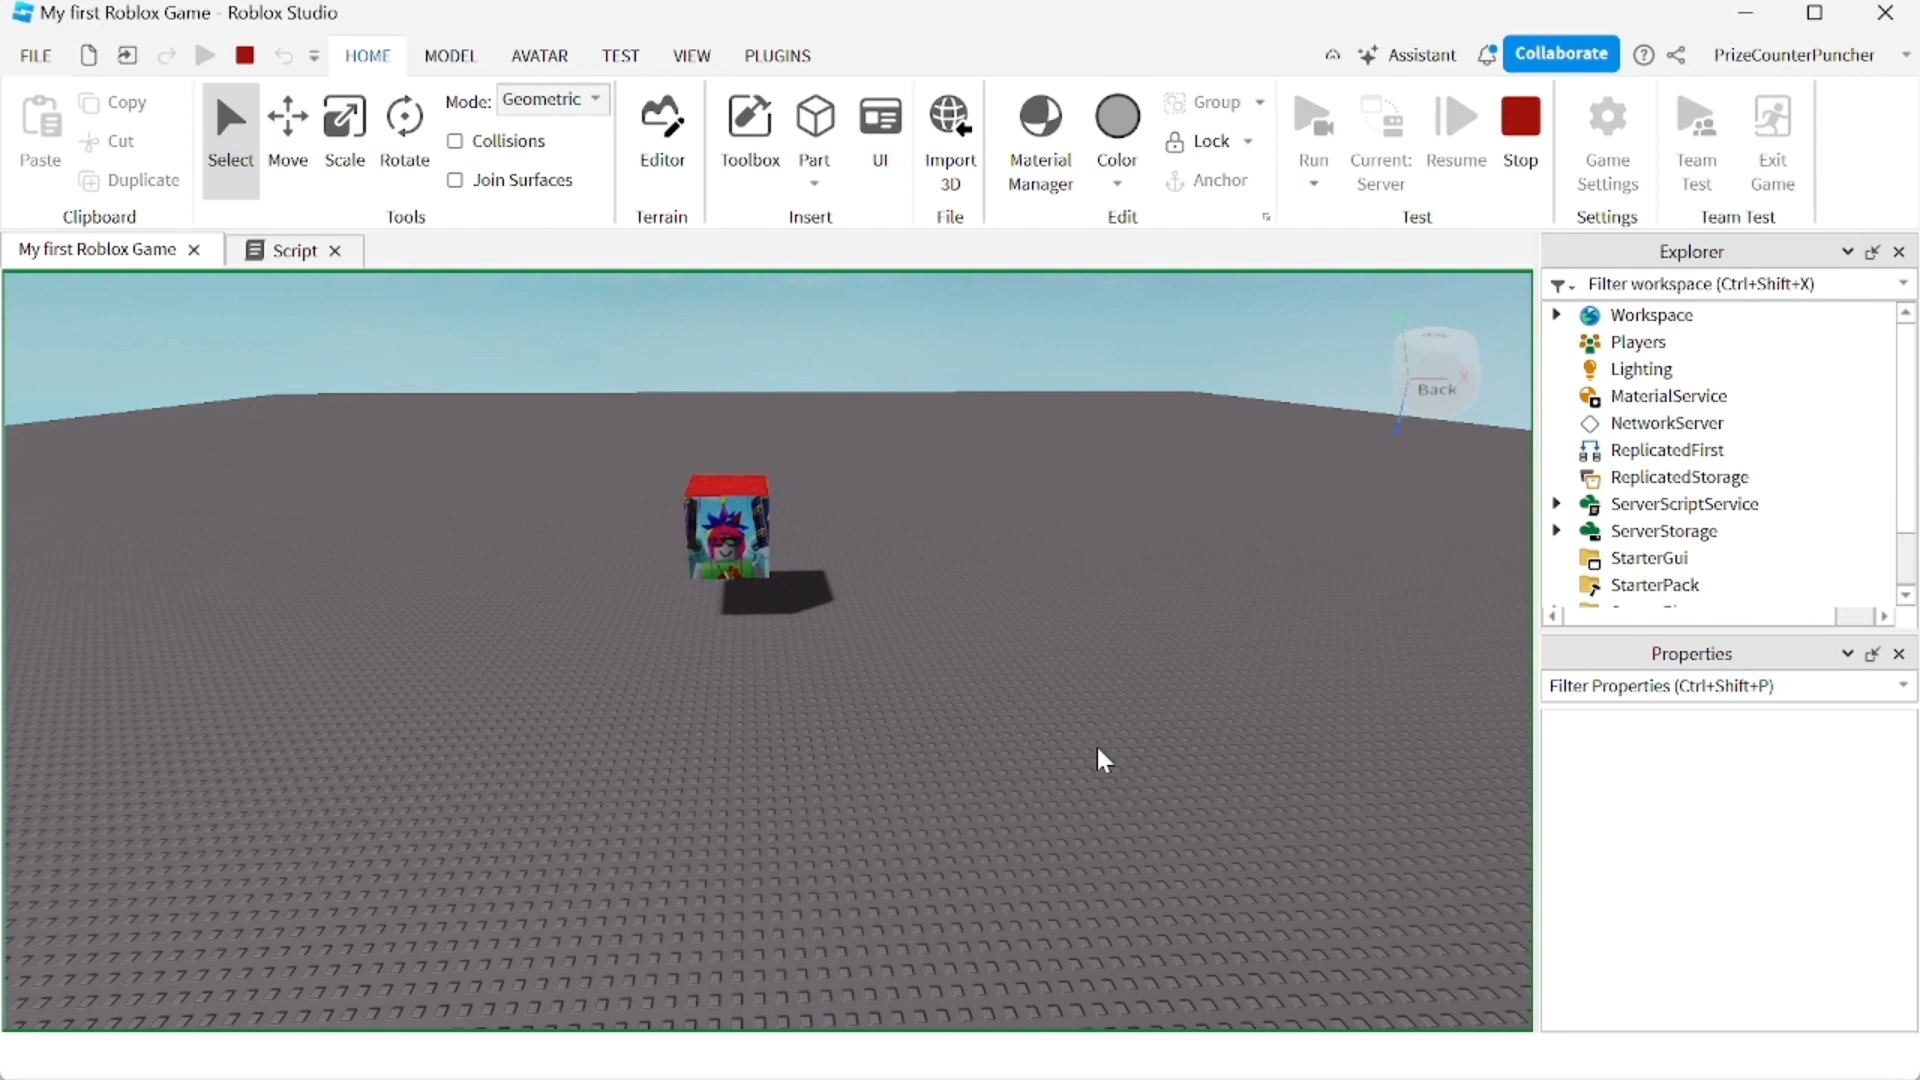 My first Roblox Game - Roblox Studio
FILE HOME MODEL AVATAR TEST VIEW PLUGINS Assistant Collaborate PrizeCounterPuncher
Paste
Copy
Cut
Duplicate
Clipboard
Select
Move
Scale
Rotate
Mode: Geometric
Collisions
Join Surfaces
Tools
Editor
Terrain
Toolbox
Part
UI
Insert
Import
3D
File
Material
Manager
Color
Group
Lock
Anchor
Edit
Run
Current:
Server
Resume
Stop
Test
Game
Settings
Settings
Team
Test
Exit
Game
Team Test
My first Roblox Game
Script
Back
X
Explorer
Filter workspace (Ctrl+Shift+X)
Workspace
Players
Lighting
MaterialService
NetworkServer
ReplicatedFirst
ReplicatedStorage
ServerScriptService
ServerStorage
StarterGui
StarterPack
Properties
Filter Properties (Ctrl+Shift+P)